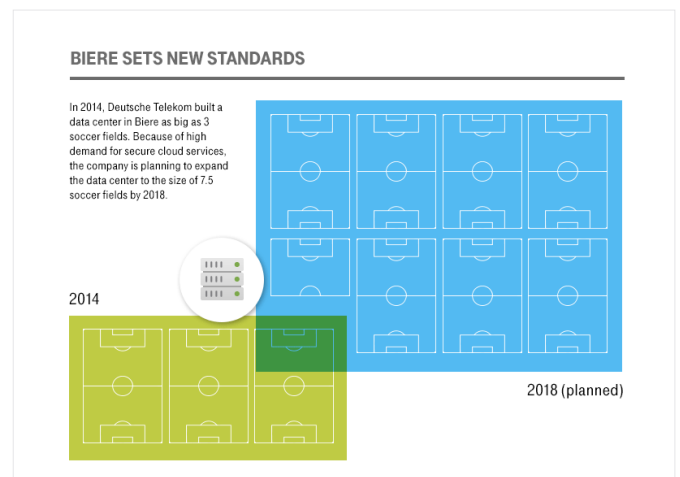 BIERE SETS NEW STANDARDS
In 2014, Deutsche Telekom built a
data center in Biere as big as 3
soccer fields. Because of high
demand for secure cloud services,
the company is planning to expand
the data center to the size of 7.5
soccer fields by 2018.
2014
2018 (planned)